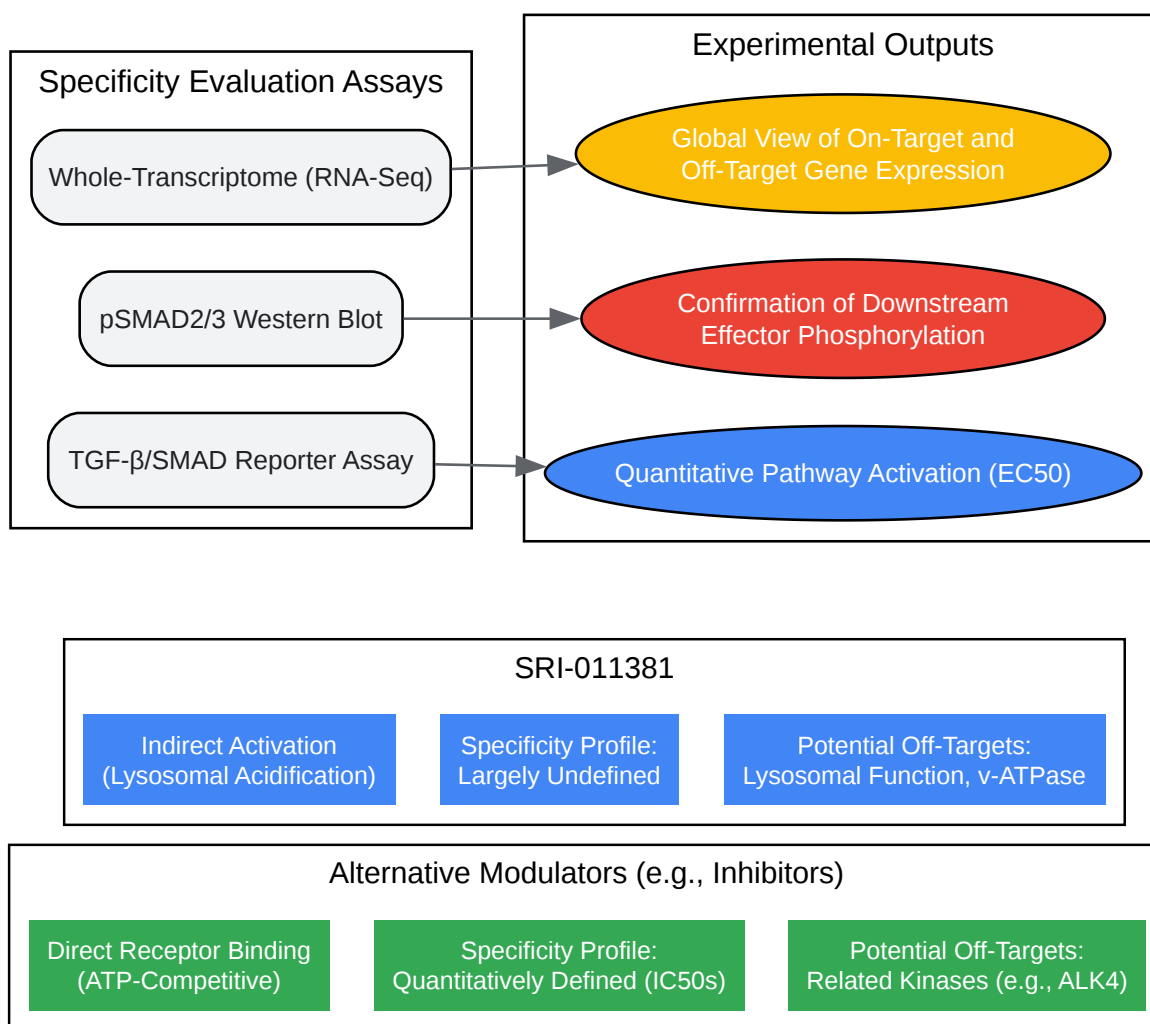 Specificity Evaluation Assays
Whole-Transcriptome (RNA-Seq)
pSMAD2/3 Western Blot
TGF-β/SMAD Reporter Assay
Experimental Outputs
Global View of On-Target and
Off-Target Gene Expression
Confirmation of Downstream
Effector Phosphorylation
Quantitative Pathway Activation (EC50)
SRI-011381
Indirect Activation
(Lysosomal Acidification)
Specificity Profile:
Largely Undefined
Potential Off-Targets:
Lysosomal Function, v-ATPase
Alternative Modulators (e.g., Inhibitors)
Direct Receptor Binding
(ATP-Competitive)
Specificity Profile:
Quantitatively Defined (IC50s)
Potential Off-Targets:
Related Kinases (e.g., ALK4)